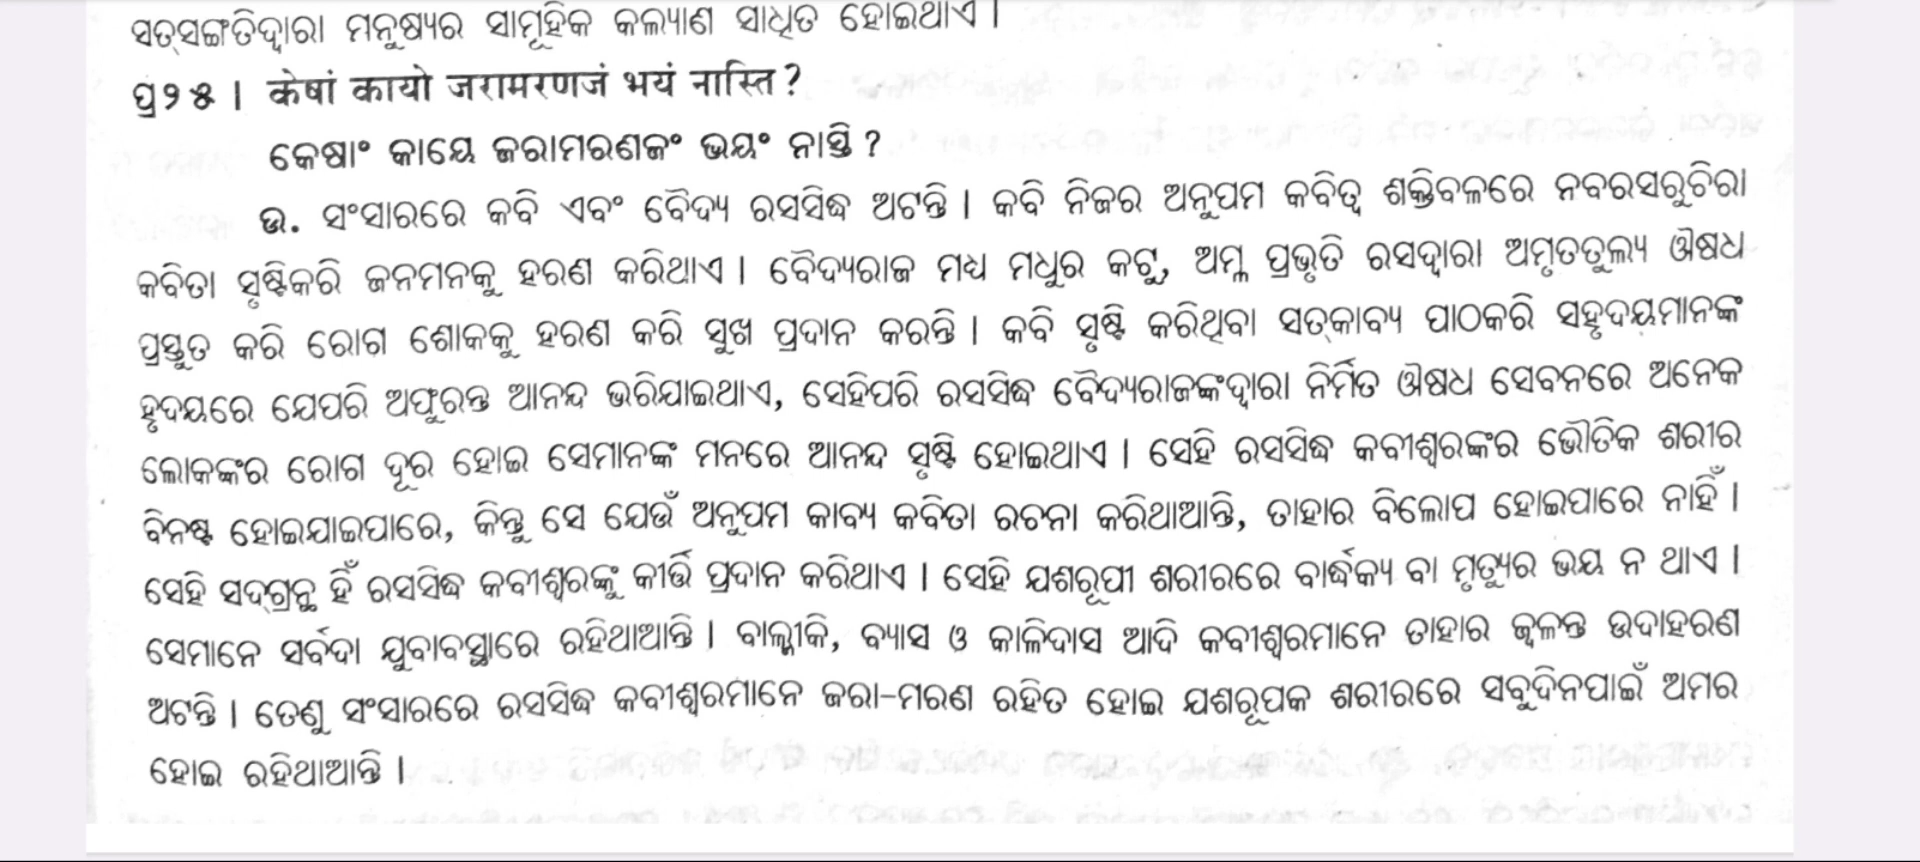 ସତ୍‌ସଙ୍ଗତିଦ୍ୱାରା ମନୁଷ୍ୟର ସାମୂହିକ କଲ୍ୟାଣ ସାଧିତ ହୋଇଥାଏ ।
ପ୍ର୨୫ । केषां कायो जरामरणजं भयं नास्ति ?
କେଷାଂ କାୟେ ଜରାମରଣଜଂ ଭୟଂ ନାସ୍ତି ?
ଉ. ସଂସାରରେ କବି ଏବଂ ବୈଦ୍ୟ ରସସିଦ୍ଧ ଅଟନ୍ତି । କବି ନିଜର ଅନୁପମ କବିତ୍ୱ ଶକ୍ତିବଳରେ ନବରସରୁଚିରା
କବିତା ସୃଷ୍ଟିକରି ଜନମନକୁ ହରଣ କରିଥାଏ । ବୈଦ୍ୟରାଜ ମଧ୍ୟ ମଧୁର କଟୁ, ଅମ୍ଳ ପ୍ରଭୃତି ରସଦ୍ୱାରା ଅମୃତତୁଲ୍ୟ ଔଷଧ
ପ୍ରସ୍ତୁତ କରି ରୋଗ ଶୋକକୁ ହରଣ କରି ସୁଖ ପ୍ରଦାନ କରନ୍ତି । କବି ସୃଷ୍ଟି କରିଥିବା ସତ୍‌କାବ୍ୟ ପାଠକରି ସହୃଦୟମାନଙ୍କ
ହୃଦୟରେ ଯେପରି ଅଫୁରନ୍ତ ଆନନ୍ଦ ଭରିଯାଇଥାଏ, ସେହିପରି ରସସିଦ୍ଧ ବୈଦ୍ୟରାଜଙ୍କଦ୍ୱାରା ନିର୍ମିତ ଔଷଧ ସେବନରେ ଅନେକ
ଲୋକଙ୍କର ରୋଗ ଦୂର ହୋଇ ସେମାନଙ୍କ ମନରେ ଆନନ୍ଦ ସୃଷ୍ଟି ହୋଇଥାଏ । ସେହି ରସସିଦ୍ଧ କବୀଶ୍ୱରଙ୍କର ଭୌତିକ ଶରୀର
ବିନଷ୍ଟ ହୋଇଯାଇପାରେ, କିନ୍ତୁ ସେ ଯେଉଁ ଅନୁପମ କାବ୍ୟ କବିତା ରଚନା କରିଥାଆନ୍ତି, ତାହାର ବିଲୋପ ହୋଇପାରେ ନାହିଁ ।
ସେହି ସଦ୍‌ଗ୍ରନ୍ଥ ହିଁ ରସସିଦ୍ଧ କବୀଶ୍ୱରଙ୍କୁ କୀର୍ତ୍ତି ପ୍ରଦାନ କରିଥାଏ । ସେହି ଯଶରୂପୀ ଶରୀରରେ ବାର୍ଦ୍ଧକ୍ୟ ବା ମୃତ୍ୟୁର ଭୟ ନ ଥାଏ ।
ସେମାନେ ସର୍ବଦା ଯୁବାବସ୍ଥାରେ ରହିଥାଆନ୍ତି । ବାଲ୍ମୀକି, ବ୍ୟାସ ଓ କାଳିଦାସ ଆଦି କବୀଶ୍ୱରମାନେ ତାହାର ଜ୍ୱଳନ୍ତ ଉଦାହରଣ
ଅଟନ୍ତି । ତେଣୁ ସଂସାରରେ ରସସିଦ୍ଧ କବୀଶ୍ୱରମାନେ ଜରା-ମରଣ ରହିତ ହୋଇ ଯଶରୂପକ ଶରୀରରେ ସବୁଦିନପାଇଁ ଅମର
ହୋଇ ରହିଥାଆନ୍ତି ।